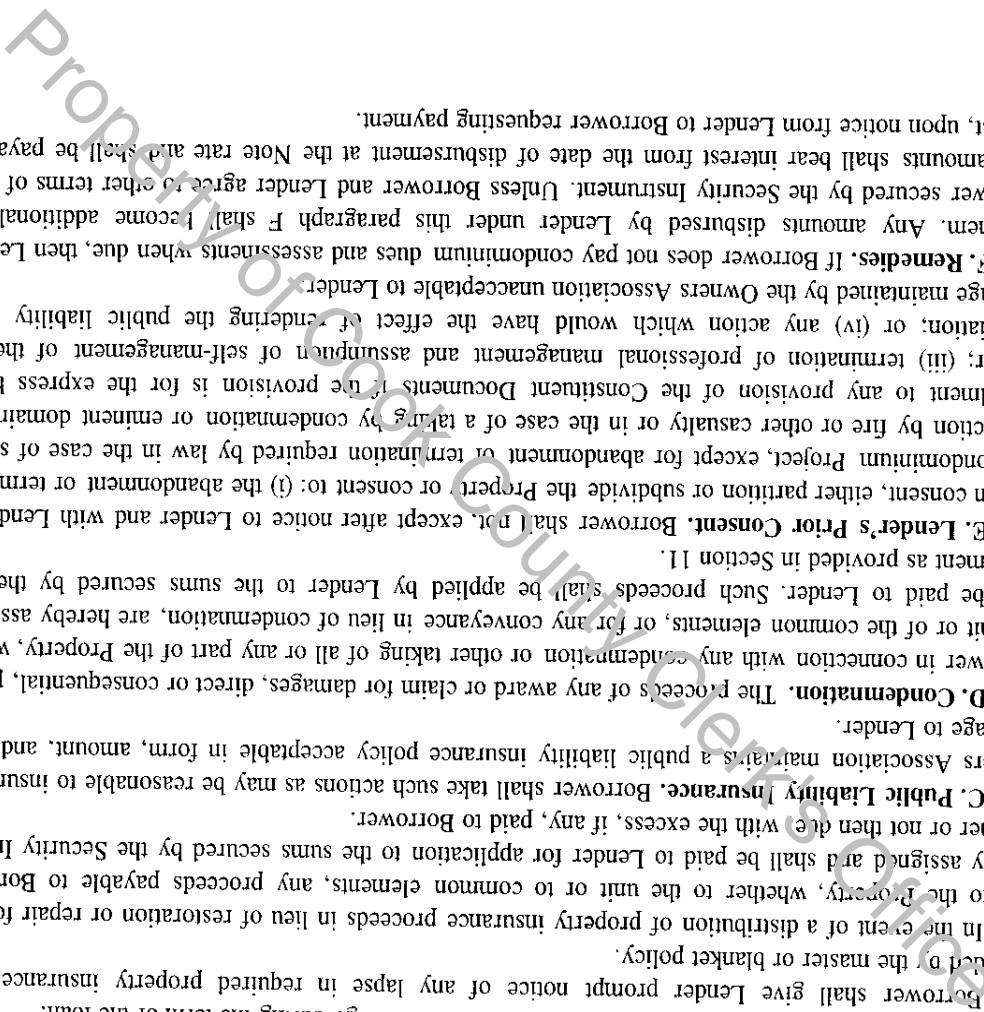 during the term of the loan.
Borrower shall give Lender prompt notice of any lapse in required property insurance
by the master or blanket policy.
In the event of a distribution of property insurance proceeds in lieu of restoration or repair fo
to the Property, whether to the unit or to common elements, any proceeds payable to Bor
y assigned and shall be paid to Lender for application to the sums secured by the Security I
her or not then due, with the excess, if any, paid to Borrower.
C. Public Liability Insurance. Borrower shall take such actions as may be reasonable to insur
ers Association maintains a public liability insurance policy acceptable in form, amount, and
age to Lender.
D. Condemnation. The proceeds of any award or claim for damages, direct or consequential, p
wer in connection with any condemnation or other taking of all or any part of the Property, w
nit or of the common elements, or for any conveyance in lieu of condemnation, are hereby ass
be paid to Lender. Such proceeds shall be applied by Lender to the sums secured by the
ment as provided in Section 11.
E. Lender's Prior Consent. Borrower shall not, except after notice to Lender and with Lend
n consent, either partition or subdivide the Property or consent to: (i) the abandonment or term
ondominium Project, except for abandonment or termination required by law in the case of s
ction by fire or other casualty or in the case of a taking by condemnation or eminent domain
dment to any provision of the Constituent Documents if the provision is for the express b
r; (iii) termination of professional management and assumption of self-management of the
iation; or (iv) any action which would have the effect of rendering the public liability
age maintained by the Owners Association unacceptable to Lender.
F. Remedies. If Borrower does not pay condominium dues and assessments when due, then Le
hem. Any amounts disbursed by Lender under this paragraph F shall become additional
wer secured by the Security Instrument. Unless Borrower and Lender agree to other terms of
amounts shall bear interest from the date of disbursement at the Note rate and shall be paya
st, upon notice from Lender to Borrower requesting payment.
Property of Cook County Clerk's Office